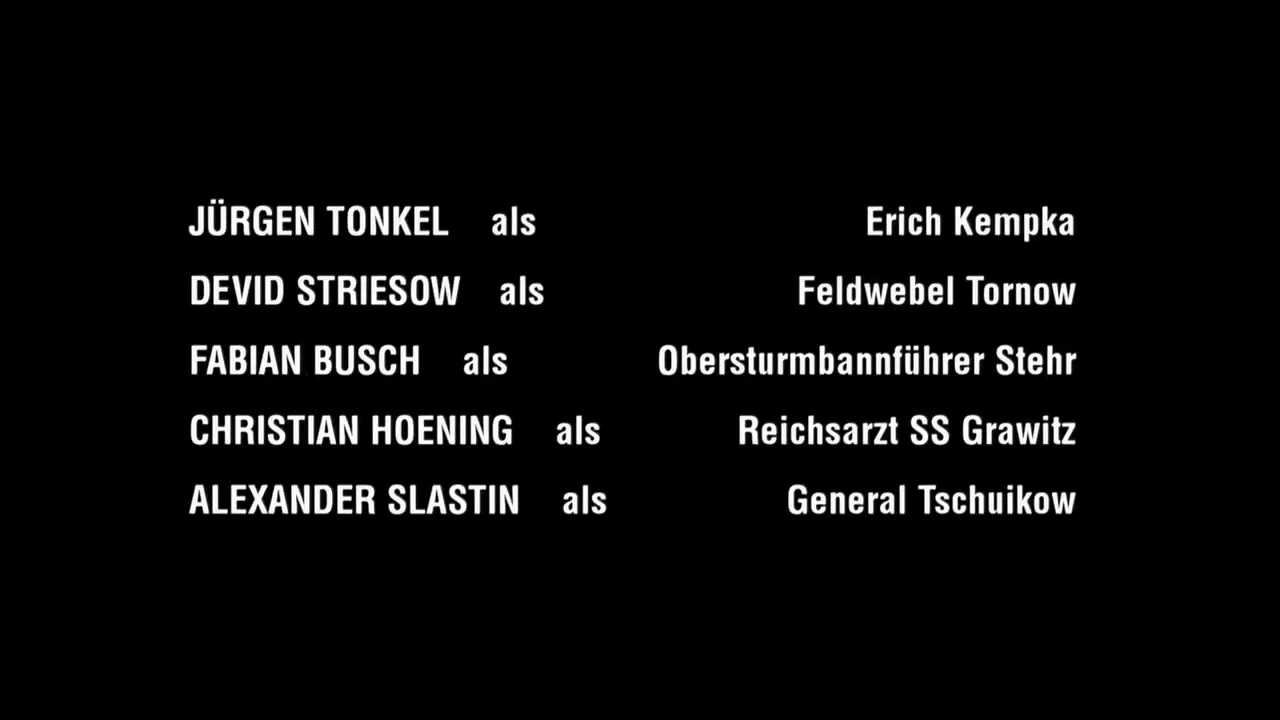 JÜRGEN TONKEL als Erich Kempka
DEVID STRIESOW als Feldwebel Tornow
FABIAN BUSCH als Obersturmbannführer Stehr
CHRISTIAN HOENING als Reichsarzt SS Grawitz
ALEXANDER SLASTIN als General Tschuikow